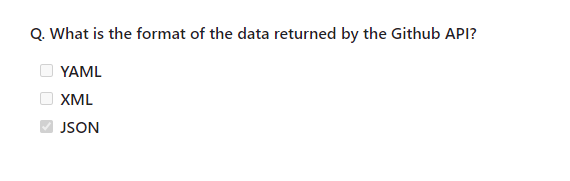 Q. What is the format of the data returned by the Github API?
YAML
XML
JSON